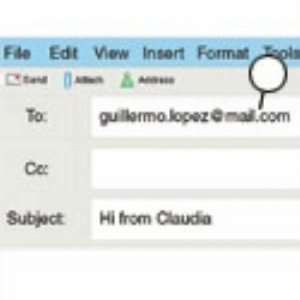 File Edit View Insert Format Tools
Send Attach Address
To: guillermo.lopez@mail.com
Cc:
Subject: Hi from Claudia